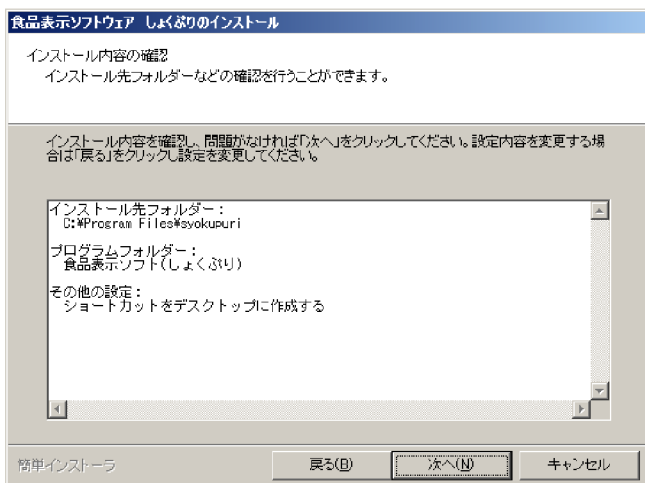 食品表示ソフトウェア しょくぷりのインストール
インストール内容の確認
インストール先フォルダーなどの確認を行うことができます。
インストール内容を確認し、問題がなければ「次へ」をクリックしてください。設定内容を変更する場
合は「戻る」をクリックし設定を変更してください。
インストール先フォルダー：
C:¥Program Files¥syokupuri
プログラムフォルダー：
食品表示ソフト(しょくぷり)
その他の設定：
ショートカットをデスクトップに作成する
簡単インストーラ
戻る(B)
次へ(N)
キャンセル